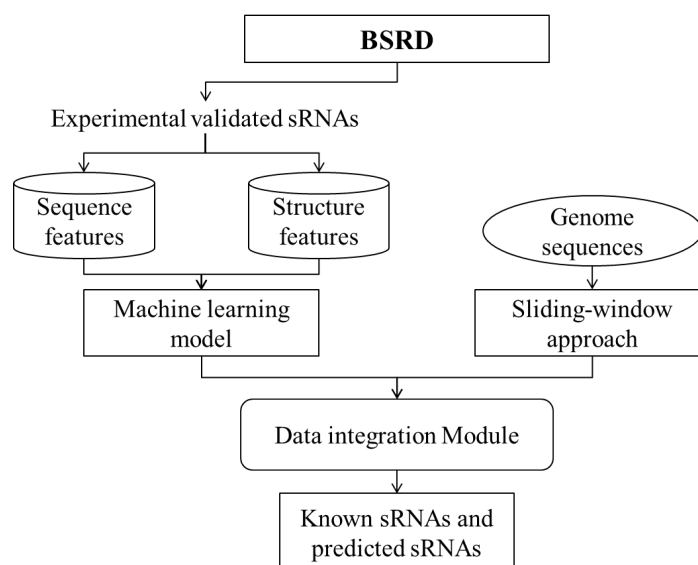 BSRD
Experimental validated sRNAs
Sequence
features
Structure
features
Genome
sequences
Machine learning
model
Sliding-window
approach
Data integration Module
Known sRNAs and
predicted sRNAs